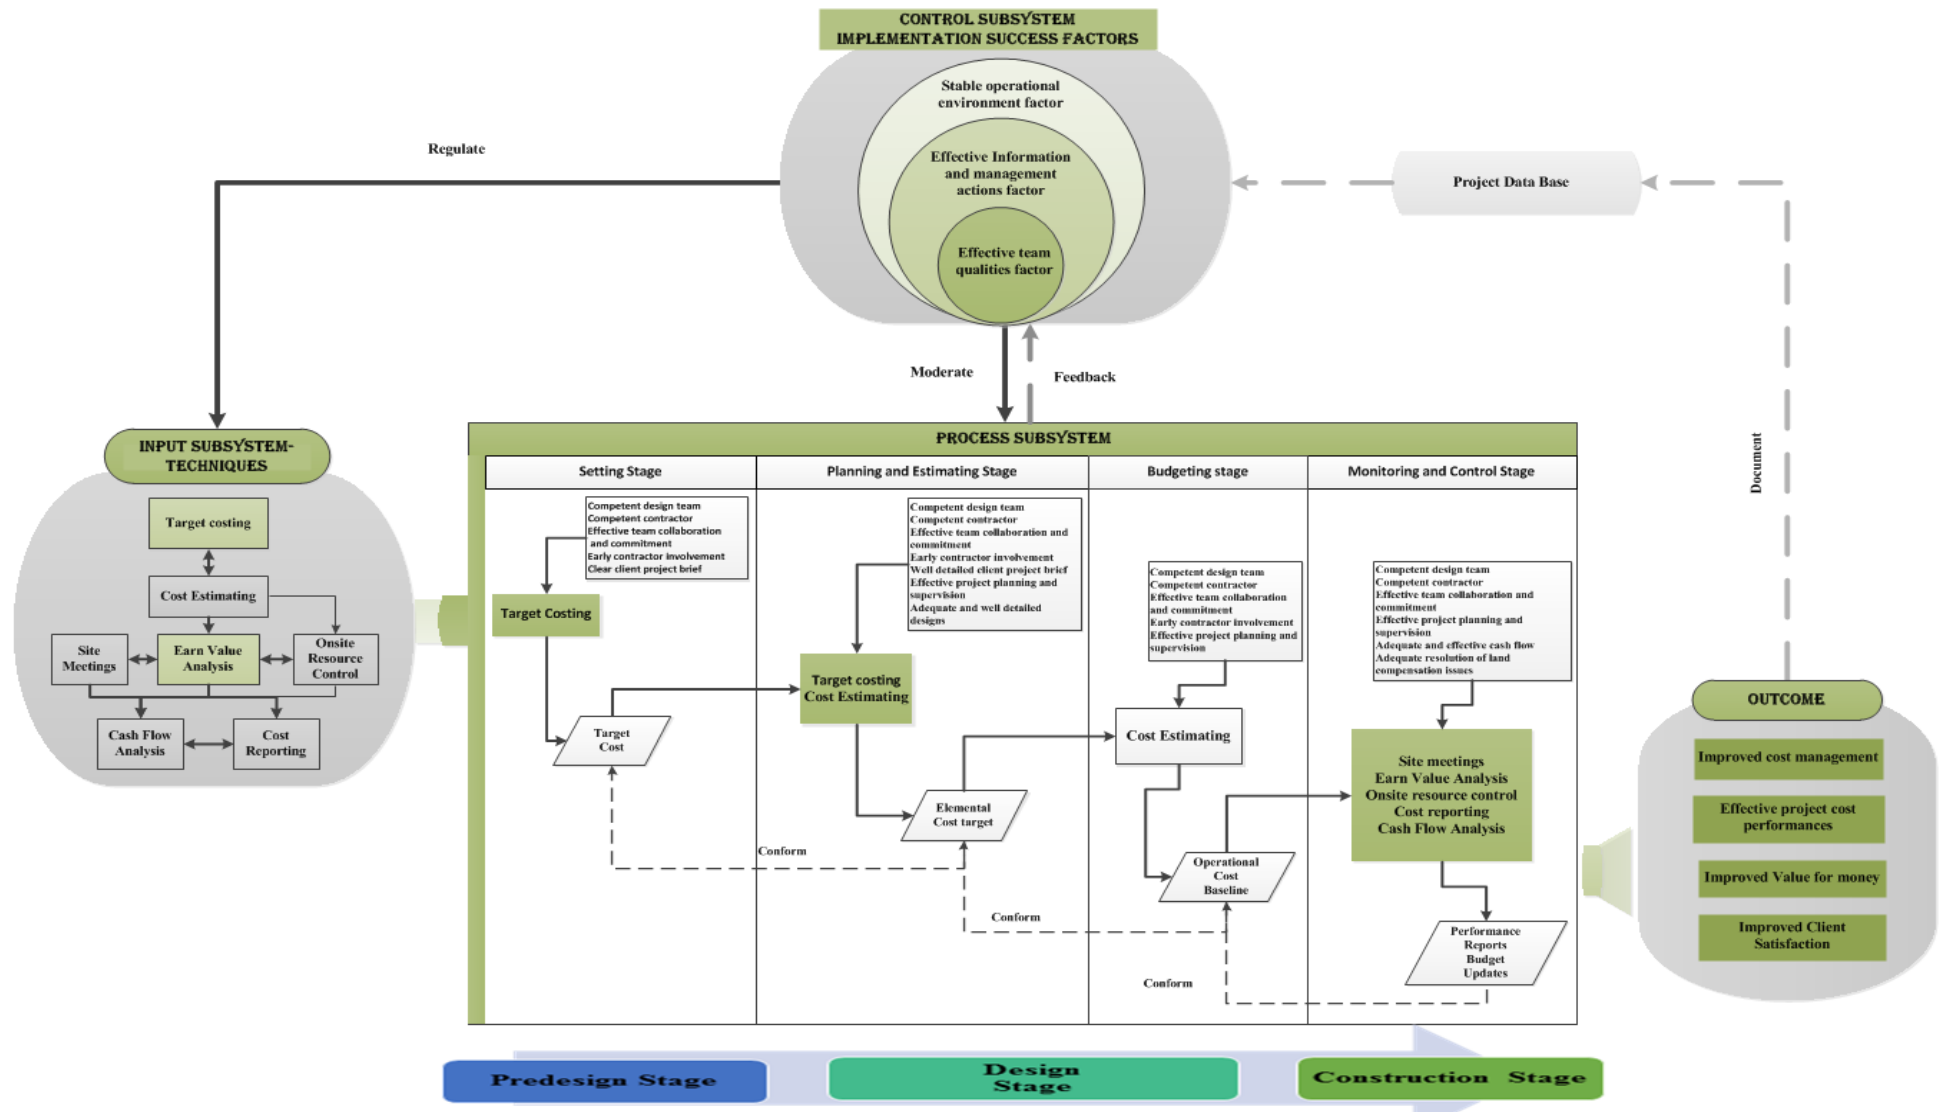 CONTROL SUBSYSTEM
IMPLEMENTATION SUCCESS FACTORS
Stable operational
environment factor
Effective Information
and management
actions factor
Effective team
qualities factor
Regulate
Project Data Base
Moderate
Feedback
Document
INPUT SUBSYSTEM-
TECHNIQUES
Target costing
Cost Estimating
Site
Meetings
Earn Value
Analysis
Onsite
Resource
Control
Cash Flow
Analysis
Cost
Reporting
PROCESS SUBSYSTEM
Setting Stage
Planning and Estimating Stage
Budgeting stage
Monitoring and Control Stage
Competent design team
Competent contractor
Effective team collaboration
and commitment
Early contractor involvement
Clear client project brief
Target Costing
Target
Cost
Competent design team
Competent contractor
Effective team collaboration and
commitment
Early contractor involvement
Well detailed client project brief
Effective project planning and
supervision
Adequate and well detailed
designs
Target costing
Cost Estimating
Elemental
Cost target
Conform
Competent design team
Competent contractor
Effective team collaboration
and commitment
Early contractor involvement
Effective project planning and
supervision
Cost Estimating
Operational
Cost
Baseline
Conform
Competent design team
Competent contractor
Effective team collaboration and
commitment
Effective project planning and
supervision
Adequate and effective cash flow
Adequate resolution of land
compensation issues
Site meetings
Earn Value Analysis
Onsite resource control
Cost reporting
Cash Flow Analysis
Performance
Reports
Budget
Updates
Conform
OUTCOME
Improved cost management
Effective project cost
performances
Improved Value for money
Improved Client
Satisfaction
Predesign Stage
Design
Stage
Construction Stage